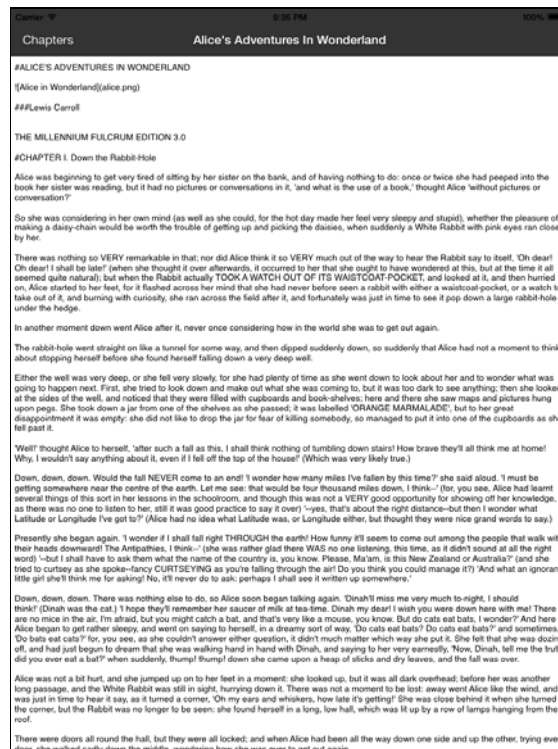 Carrier 9:35 PM 100%
Chapters Alice's Adventures In Wonderland
#ALICE'S ADVENTURES IN WONDERLAND
![Alice in Wonderland](alice.png)
###Lewis Carroll
THE MILLENNIUM FULCRUM EDITION 3.0
#CHAPTER I. Down the Rabbit-Hole
Alice was beginning to get very tired of sitting by her sister on the bank, and of having nothing to do: once or twice she had peeped into the
book her sister was reading, but it had no pictures or conversations in it, 'and what is the use of a book,' thought Alice 'without pictures or
conversation?'
So she was considering in her own mind (as well as she could, for the hot day made her feel very sleepy and stupid), whether the pleasure of
making a daisy-chain would be worth the trouble of getting up and picking the daisies, when suddenly a White Rabbit with pink eyes ran close
by her.
There was nothing so VERY remarkable in that; nor did Alice think it so VERY much out of the way to hear the Rabbit say to itself, 'Oh dear!
Oh dear! I shall be late!' (when she thought it over afterwards, it occurred to her that she ought to have wondered at this, but at the time it all
seemed quite natural); but when the Rabbit actually TOOK A WATCH OUT OF ITS WAISTCOAT-POCKET, and looked at it, and then hurried
on, Alice started to her feet, for it flashed across her mind that she had never before seen a rabbit with either a waistcoat-pocket, or a watch to
take out of it, and burning with curiosity, she ran across the field after it, and fortunately was just in time to see it pop down a large rabbit-hole
under the hedge.
In another moment down went Alice after it, never once considering how in the world she was to get out again.
The rabbit-hole went straight on like a tunnel for some way, and then dipped suddenly down, so suddenly that Alice had not a moment to think
about stopping herself before she found herself falling down a very deep well.
Either the well was very deep, or she fell very slowly, for she had plenty of time as she went down to look about her and to wonder what was
going to happen next. First, she tried to look down and make out what she was coming to, but it was too dark to see anything; then she looked
at the sides of the well, and noticed that they were filled with cupboards and book-shelves; here and there she saw maps and pictures hung
upon pegs. She took down a jar from one of the shelves as she passed; it was labelled 'ORANGE MARMALADE', but to her great
disappointment it was empty: she did not like to drop the jar for fear of killing somebody, so managed to put it into one of the cupboards as she
fell past it.
'Well!' thought Alice to herself, 'after such a fall as this, I shall think nothing of tumbling down stairs! How brave they'll all think me at home!
Why, I wouldn't say anything about it, even if I fell off the top of the house!' (Which was very likely true.)
Down, down, down. Would the fall NEVER come to an end! 'I wonder how many miles I've fallen by this time?' she said aloud. 'I must be
getting somewhere near the centre of the earth. Let me see: that would be four thousand miles down, I think--' (for, you see, Alice had learnt
several things of this sort in her lessons in the schoolroom, and though this was not a VERY good opportunity for showing off her knowledge,
as there was no one to listen to her, still it was good practice to say it over) '--yes, that's about the right distance--but then I wonder what
Latitude or Longitude I've got to?' (Alice had no idea what Latitude was, or Longitude either, but thought they were nice grand words to say.)
Presently she began again. 'I wonder if I shall fall right THROUGH the earth! How funny it'll seem to come out among the people that walk with
their heads downward! The Antipathies, I think--' (she was rather glad there WAS no one listening, this time, as it didn't sound at all the right
word) '--but I shall have to ask them what the name of the country is, you know. Please, Ma'am, is this New Zealand or Australia?' (and she
tried to curtsey as she spoke--fancy CURTSEYING as you're falling through the air! Do you think you could manage it?) 'And what an ignorant
little girl she'll think me for asking! No, it'll never do to ask: perhaps I shall see it written up somewhere.'
Down, down, down. There was nothing else to do, so Alice soon began talking again. 'Dinah'll miss me very much to-night, I should
think!' (Dinah was the cat.) 'I hope they'll remember her saucer of milk at tea-time. Dinah my dear! I wish you were down here with me! There
are no mice in the air, I'm afraid, but you might catch a bat, and that's very like a mouse, you know. But do cats eat bats, I wonder?' And here
Alice began to get rather sleepy, and went on saying to herself, in a dreamy sort of way, 'Do cats eat bats? Do cats eat bats?' and sometimes,
'Do bats eat cats?' for, you see, as she couldn't answer either question, it didn't much matter which way she put it. She felt that she was dozing
off, and had just begun to dream that she was walking hand in hand with Dinah, and saying to her very earnestly, 'Now, Dinah, tell me the truth:
did you ever eat a bat?' when suddenly, thump! thump! down she came upon a heap of sticks and dry leaves, and the fall was over.
Alice was not a bit hurt, and she jumped up on to her feet in a moment: she looked up, but it was all dark overhead; before her was another
long passage, and the White Rabbit was still in sight, hurrying down it. There was not a moment to be lost: away went Alice like the wind, and
was just in time to hear it say, as it turned a corner, 'Oh my ears and whiskers, how late it's getting!' She was close behind it when she turned
the corner, but the Rabbit was no longer to be seen: she found herself in a long, low hall, which was lit up by a row of lamps hanging from the
roof.
There were doors all round the hall, but they were all locked; and when Alice had been all the way down one side and up the other, trying every
door, she walked sadly down the middle, wondering how she was ever to get out again.